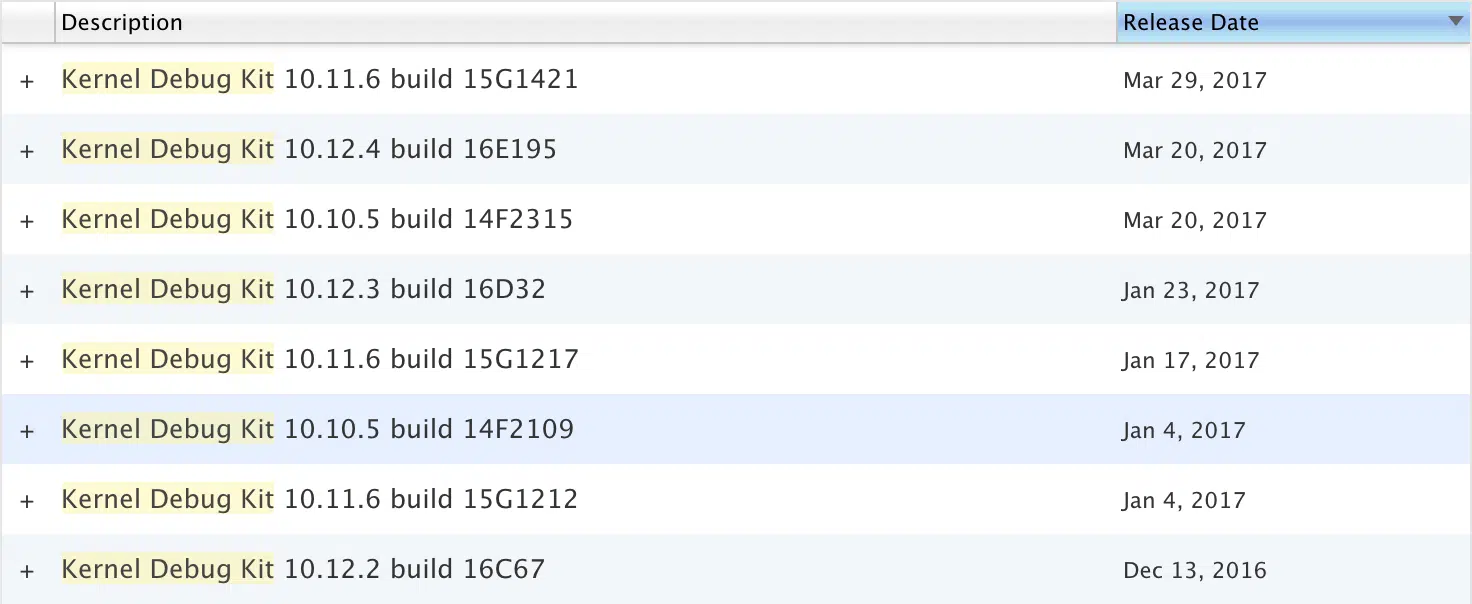 Description Release Date
+ Kernel Debug Kit 10.11.6 build 15G1421 Mar 29, 2017
+ Kernel Debug Kit 10.12.4 build 16E195 Mar 20, 2017
+ Kernel Debug Kit 10.10.5 build 14F2315 Mar 20, 2017
+ Kernel Debug Kit 10.12.3 build 16D32 Jan 23, 2017
+ Kernel Debug Kit 10.11.6 build 15G1217 Jan 17, 2017
+ Kernel Debug Kit 10.10.5 build 14F2109 Jan 4, 2017
+ Kernel Debug Kit 10.11.6 build 15G1212 Jan 4, 2017
+ Kernel Debug Kit 10.12.2 build 16C67 Dec 13, 2016